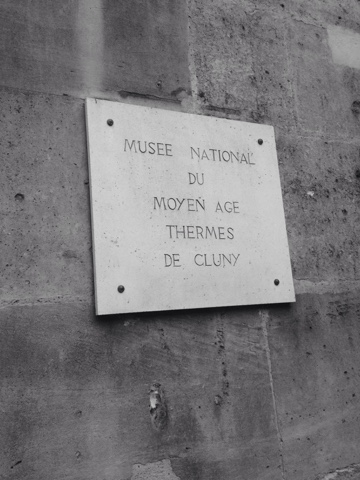 MUSEE NATIONAL
DU
MOYEN AGE
THERMES
DE CLUNY